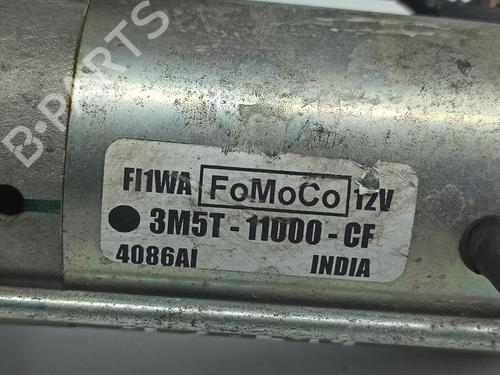 B-PARTS
FI1WA FoMoCo 12V
3M5T - 11000 - CF
4086AI INDIA